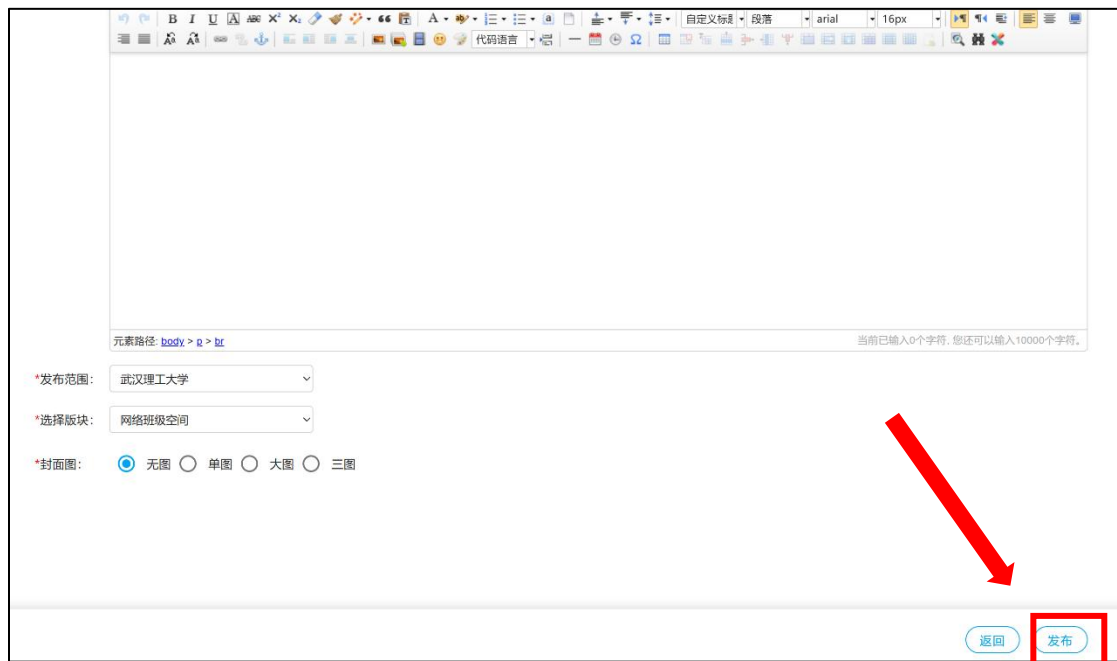 自定义标题 段落 arial 16px
代码语言
元素路径: body > p > br 当前已输入0个字符, 您还可以输入10000个字符。
*发布范围: 武汉理工大学
*选择版块: 网络班级空间
*封面图: 无图 单图 大图 三图
返回 发布